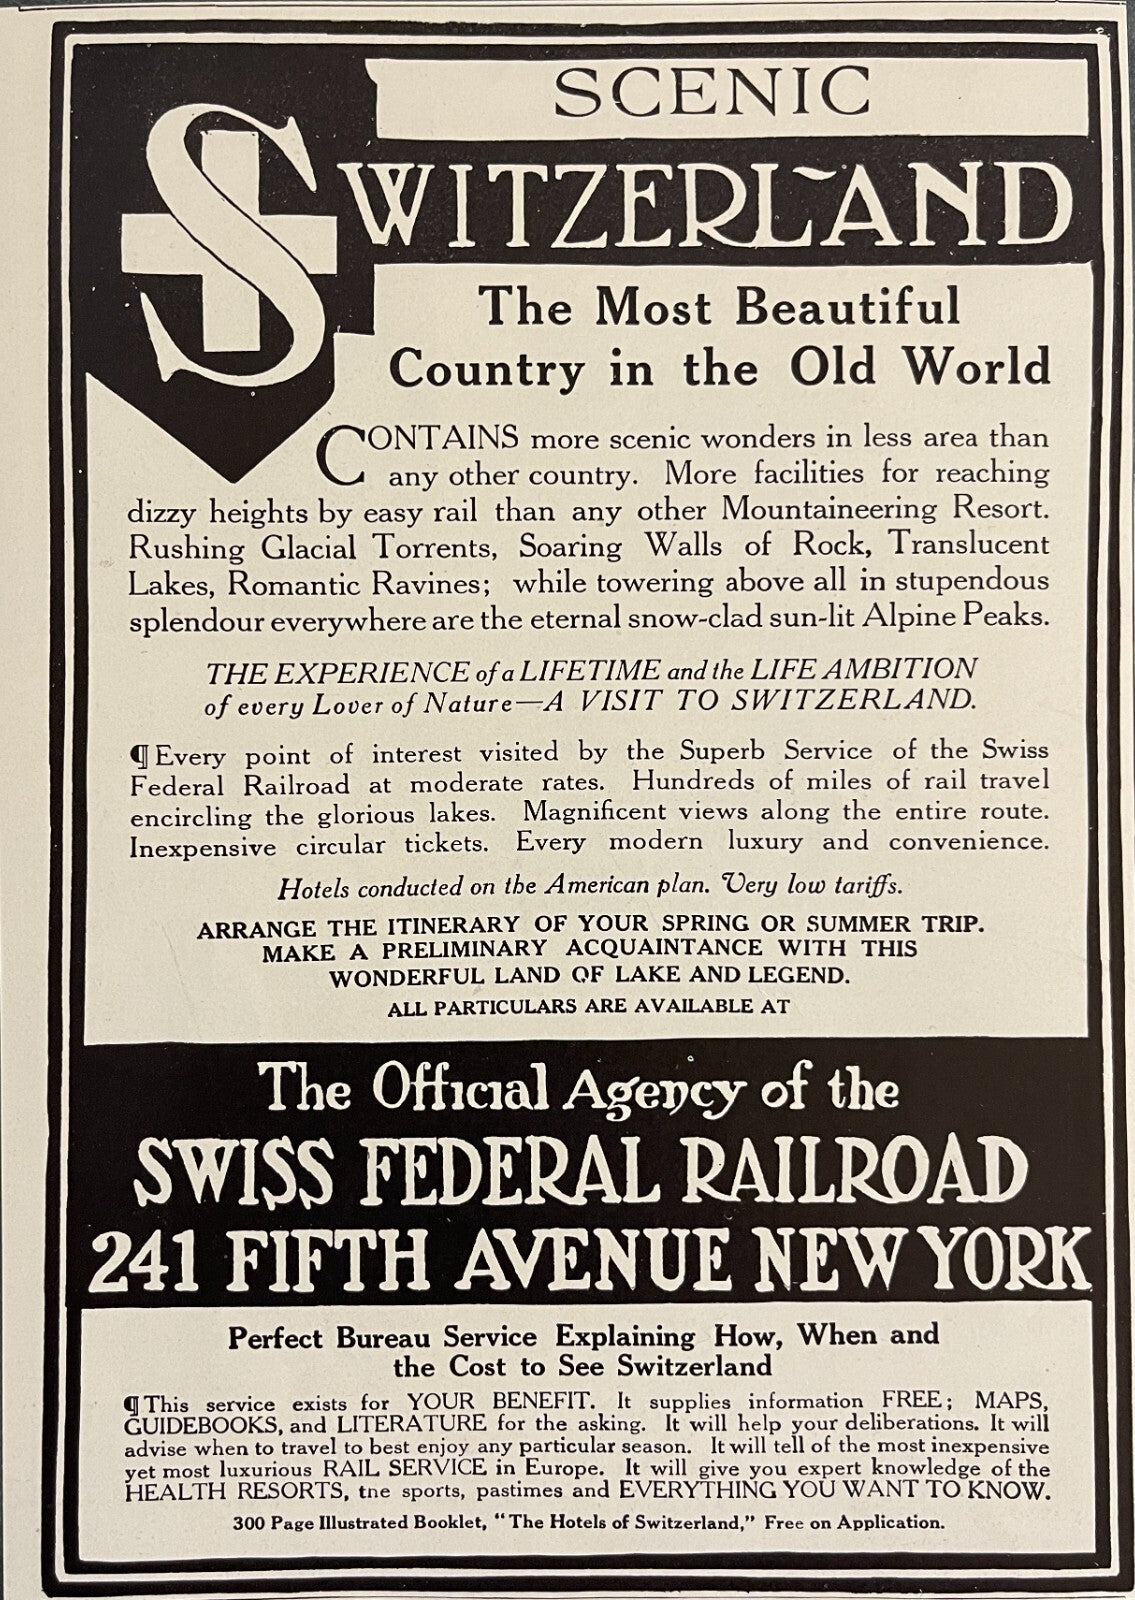 SCENIC
SWITZERLAND
The Most Beautiful
Country in the Old World
CONTAINS more scenic wonders in less area than
any other country. More facilities for reaching
dizzy heights by easy rail than any other Mountaineering Resort.
Rushing Glacial Torrents, Soaring Walls of Rock, Translucent
Lakes, Romantic Ravines; while towering above all in stupendous
splendour everywhere are the eternal snow-clad sun-lit Alpine Peaks.
THE EXPERIENCE of a LIFETIME and the LIFE AMBITION
of every Lover of Nature—A VISIT TO SWITZERLAND.
¶ Every point of interest visited by the Superb Service of the Swiss
Federal Railroad at moderate rates. Hundreds of miles of rail travel
encircling the glorious lakes. Magnificent views along the entire route.
Inexpensive circular tickets. Every modern luxury and convenience.
Hotels conducted on the American plan. Very low tariffs.
ARRANGE THE ITINERARY OF YOUR SPRING OR SUMMER TRIP.
MAKE A PRELIMINARY ACQUAINTANCE WITH THIS
WONDERFUL LAND OF LAKE AND LEGEND.
ALL PARTICULARS ARE AVAILABLE AT
The Official Agency of the
SWISS FEDERAL RAILROAD
241 FIFTH AVENUE NEW YORK
Perfect Bureau Service Explaining How, When and
the Cost to See Switzerland
¶ This service exists for YOUR BENEFIT. It supplies information FREE; MAPS,
GUIDEBOOKS, and LITERATURE for the asking. It will help your deliberations. It will
advise when to travel to best enjoy any particular season. It will tell of the most inexpensive
yet most luxurious RAIL SERVICE in Europe. It will give you expert knowledge of the
HEALTH RESORTS, the sports, pastimes and EVERYTHING YOU WANT TO KNOW.
300 Page Illustrated Booklet, "The Hotels of Switzerland," Free on Application.